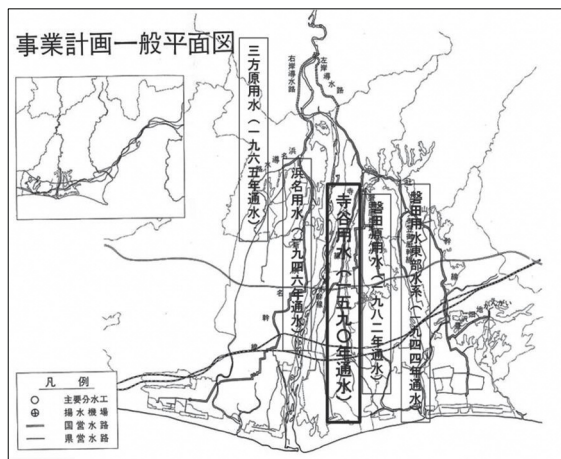 事業計画一般平面図
三方原用水(一九六五年通水)
右岸導水路
左岸導水路
浜名用水(一九四六年通水)
寺谷用水(一五九〇年通水)
磐田原用水(一九八二年通水)
磐田用水東部水系(一九四四年通水)
幹線
凡例
主要分水工
揚水機場
国営水路
県営水路